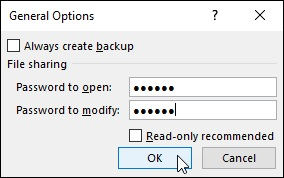 General Options ? ×
Always create backup
File sharing
Password to open: ●●●●●●
Password to modify: ●●●●●●
Read-only recommended
OK Cancel